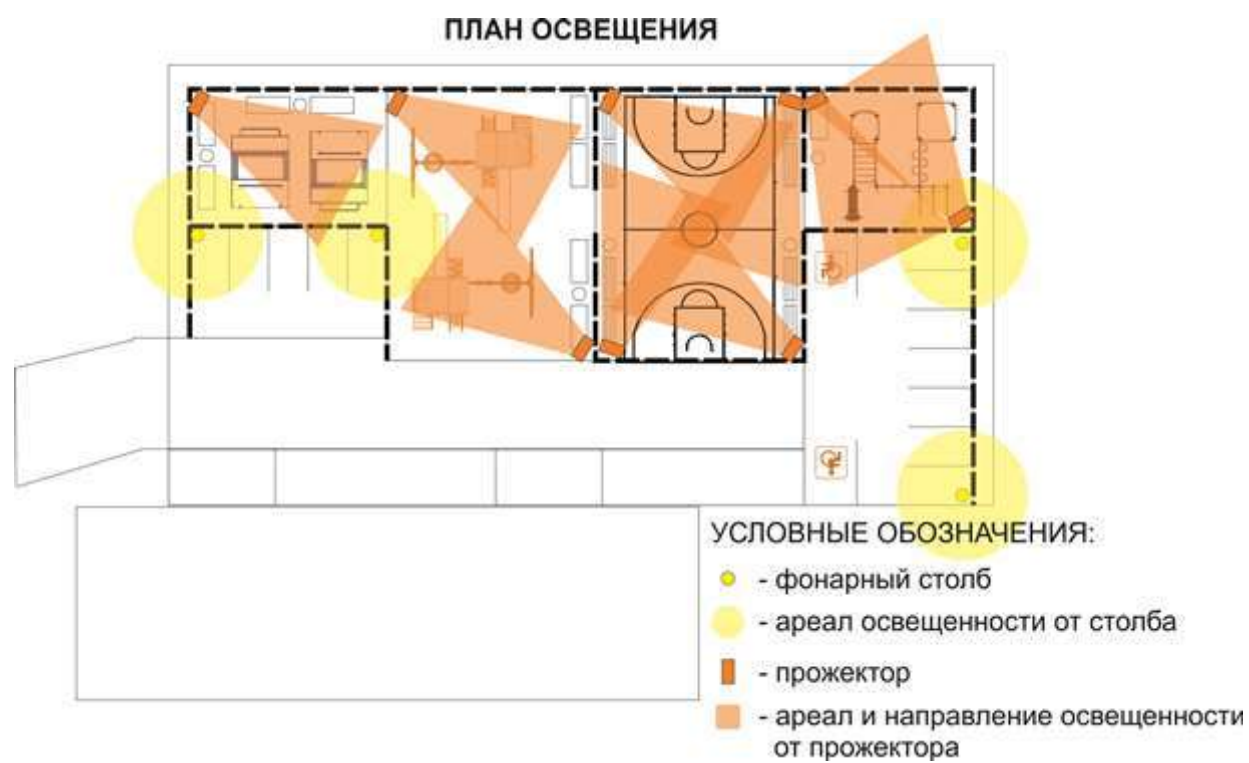 ПЛАН ОСВЕЩЕНИЯ
УСЛОВНЫЕ ОБОЗНАЧЕНИЯ:
- фонарный столб
- ареал освещенности от столба
- прожектор
- ареал и направление освещенности
от прожектора